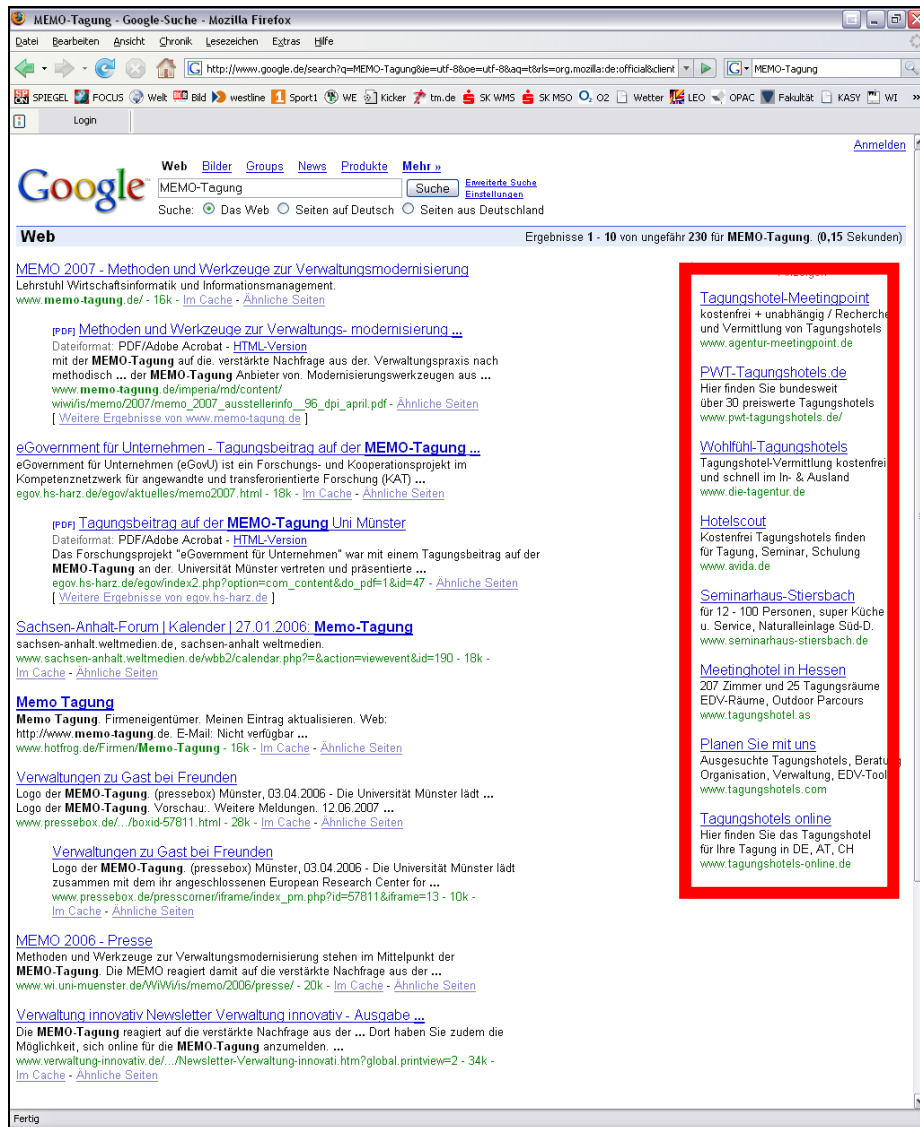 MEMO-Tagung - Google-Suche - Mozilla Firefox
Datei Bearbeiten Ansicht Chronik Lesezeichen Extras Hilfe
http://www.google.de/search?q=MEMO-Tagung&ie=utf-8&oe=utf-8&aq=t&rls=org.mozilla:de:official&client MEMO-Tagung
SPIEGEL FOCUS Welt Bild westline Sport1 WE Kicker tm.de SK WMS SK MSO O2 Wetter LEO OPAC Fakultät KASY WI »
Login
Anmelden
Web Bilder Groups News Produkte Mehr »
Google™
MEMO-Tagung Suche Erweiterte Suche
Einstellungen
Suche: Das Web Seiten auf Deutsch Seiten aus Deutschland
Web Ergebnisse 1 - 10 von ungefähr 230 für MEMO-Tagung. (0,15 Sekunden)
MEMO 2007 - Methoden und Werkzeuge zur Verwaltungsmodernisierung
Lehrstuhl Wirtschaftsinformatik und Informationsmanagement.
www.memo-tagung.de/ - 16k - Im Cache - Ähnliche Seiten
[PDF] Methoden und Werkzeuge zur Verwaltungs- modernisierung ...
Dateiformat: PDF/Adobe Acrobat - HTML-Version
mit der MEMO-Tagung auf die. verstärkte Nachfrage aus der. Verwaltungspraxis nach
methodisch ... der MEMO-Tagung Anbieter von. Modernisierungswerkzeugen aus ...
www.memo-tagung.de/imperia/md/content/
wiwi/is/memo/2007/memo_2007_ausstellerinfo__96_dpi_april.pdf - Ähnliche Seiten
[ Weitere Ergebnisse von www.memo-tagung.de ]
eGovernment für Unternehmen - Tagungsbeitrag auf der MEMO-Tagung ...
eGovernment für Unternehmen (eGovU) ist ein Forschungs- und Kooperationsprojekt im
Kompetenznetzwerk für angewandte und transferorientierte Forschung (KAT) ...
egov.hs-harz.de/egov/aktuelles/memo2007.html - 18k - Im Cache - Ähnliche Seiten
[PDF] Tagungsbeitrag auf der MEMO-Tagung Uni Münster
Dateiformat: PDF/Adobe Acrobat - HTML-Version
Das Forschungsprojekt "eGovernment für Unternehmen" war mit einem Tagungsbeitrag auf der
MEMO-Tagung an der. Universität Münster vertreten und präsentierte ...
egov.hs-harz.de/egov/index2.php?option=com_content&do_pdf=1&id=47 - Ähnliche Seiten
[ Weitere Ergebnisse von egov.hs-harz.de ]
Sachsen-Anhalt-Forum | Kalender | 27.01.2006: Memo-Tagung
sachsen-anhalt.weltmedien.de, sachsen-anhalt weltmedien.
www.sachsen-anhalt.weltmedien.de/wbb2/calendar.php?=&action=viewevent&id=190 - 18k -
Im Cache - Ähnliche Seiten
Memo Tagung
Memo Tagung. Firmeneigentümer. Meinen Eintrag aktualisieren. Web:
http://www.memo-tagung.de. E-Mail: Nicht verfügbar ...
www.hotfrog.de/Firmen/Memo-Tagung - 16k - Im Cache - Ähnliche Seiten
Verwaltungen zu Gast bei Freunden
Logo der MEMO-Tagung. (pressebox) Münster, 03.04.2006 - Die Universität Münster lädt ...
Logo der MEMO-Tagung. Vorschau:. Weitere Meldungen. 12.06.2007 ...
www.pressebox.de/.../boxid-57811.html - 28k - Im Cache - Ähnliche Seiten
Verwaltungen zu Gast bei Freunden
Logo der MEMO-Tagung. (pressebox) Münster, 03.04.2006 - Die Universität Münster lädt
zusammen mit dem ihr angeschlossenen European Research Center for ...
www.pressebox.de/presscorner/iframe/index_pm.php?id=57811&iframe=13 - 10k -
Im Cache - Ähnliche Seiten
MEMO 2006 - Presse
Methoden und Werkzeuge zur Verwaltungsmodernisierung stehen im Mittelpunkt der
MEMO-Tagung. Die MEMO reagiert damit auf die verstärkte Nachfrage aus der ...
www.wi.uni-muenster.de/WiWi/is/memo/2006/presse/ - 20k - Im Cache - Ähnliche Seiten
Verwaltung innovativ Newsletter Verwaltung innovativ - Ausgabe ...
Die MEMO-Tagung reagiert auf die verstärkte Nachfrage aus der ... Dort haben Sie zudem die
Möglichkeit, sich online für die MEMO-Tagung anzumelden. ...
www.verwaltung-innovativ.de/.../Newsletter-Verwaltung-innovati.htm?global.printview=2 - 34k -
Im Cache - Ähnliche Seiten
Tagungshotel-Meetingpoint
kostenfrei + unabhängig / Recherche
und Vermittlung von Tagungshotels
www.agentur-meetingpoint.de
PWT-Tagungshotels.de
Hier finden Sie bundesweit
über 30 preiswerte Tagungshotels
www.pwt-tagungshotels.de/
Wohlfühl-Tagungshotels
Tagungshotel-Vermittlung kostenfrei
und schnell im In- & Ausland
www.die-tagentur.de
Hotelscout
Kostenfrei Tagungshotels finden
für Tagung, Seminar, Schulung
www.avida.de
Seminarhaus-Stiersbach
für 12 - 100 Personen, super Küche
u. Service, Naturalleinlage Süd-D.
www.seminarhaus-stiersbach.de
Meetinghotel in Hessen
207 Zimmer und 25 Tagungsräume
EDV-Räume, Outdoor Parcours
www.tagungshotel.as
Planen Sie mit uns
Ausgesuchte Tagungshotels, Beratung
Organisation, Verwaltung, EDV-Tool
www.tagungshotels.com
Tagungshotels online
Hier finden Sie das Tagungshotel
für Ihre Tagung in DE, AT, CH
www.tagungshotels-online.de
Fertig